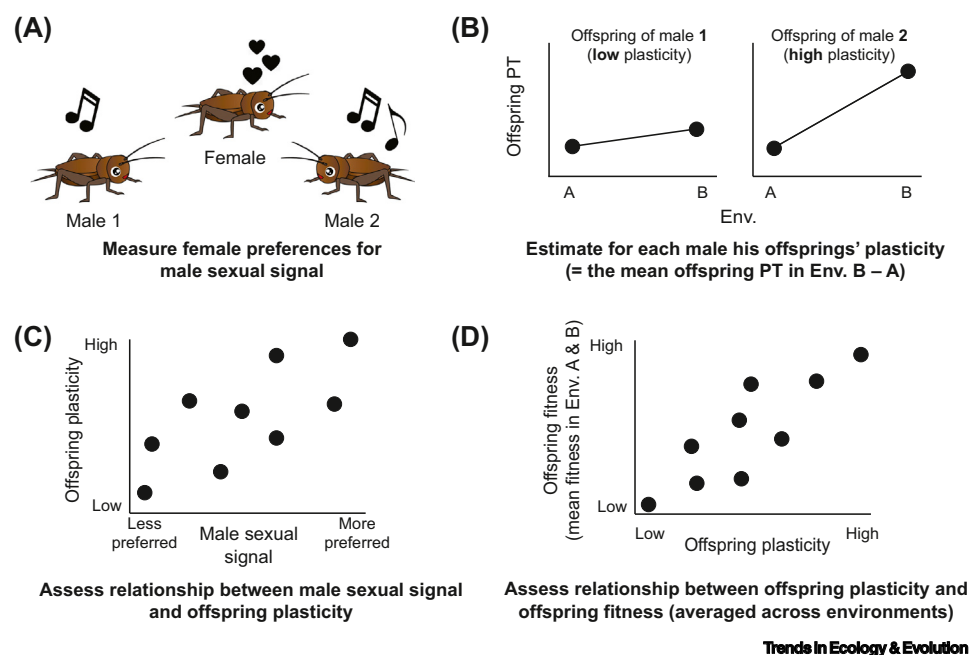 (A)
Female
Male 1
Male 2
Measure female preferences for
male sexual signal
(B)
Offspring of male 1
(low plasticity)
Offspring of male 2
(high plasticity)
Offspring PT
A
B
A
B
Env.
Estimate for each male his offsprings’ plasticity
(= the mean offspring PT in Env. B – A)
(C)
High
Offspring plasticity
Low
Less
preferred
Male sexual
signal
More
preferred
Assess relationship between male sexual signal
and offspring plasticity
(D)
High
Offspring fitness
(mean fitness in Env. A & B)
Low
Low
Offspring plasticity
High
Assess relationship between offspring plasticity and
offspring fitness (averaged across environments)
Trends in Ecology & Evolution